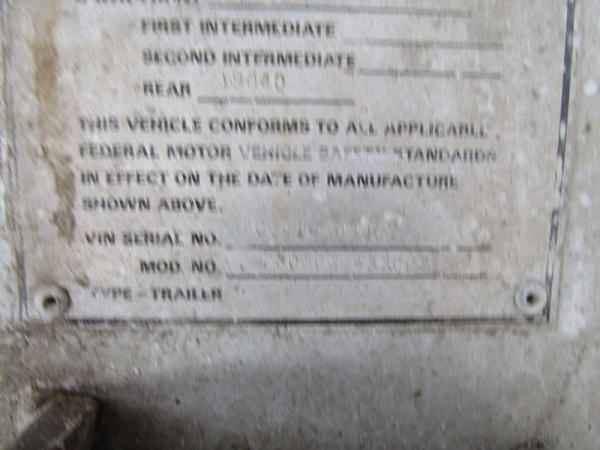 FIRST INTERMEDIATE
SECOND INTERMEDIATE
REAR 19040
THIS VEHICLE CONFORMS TO ALL APPLICABLE
FEDERAL MOTOR VEHICLE SAFETY STANDARDS
IN EFFECT ON THE DATE OF MANUFACTURE
SHOWN ABOVE.
VIN SERIAL NO.
MOD. NO.
TYPE - TRAILER